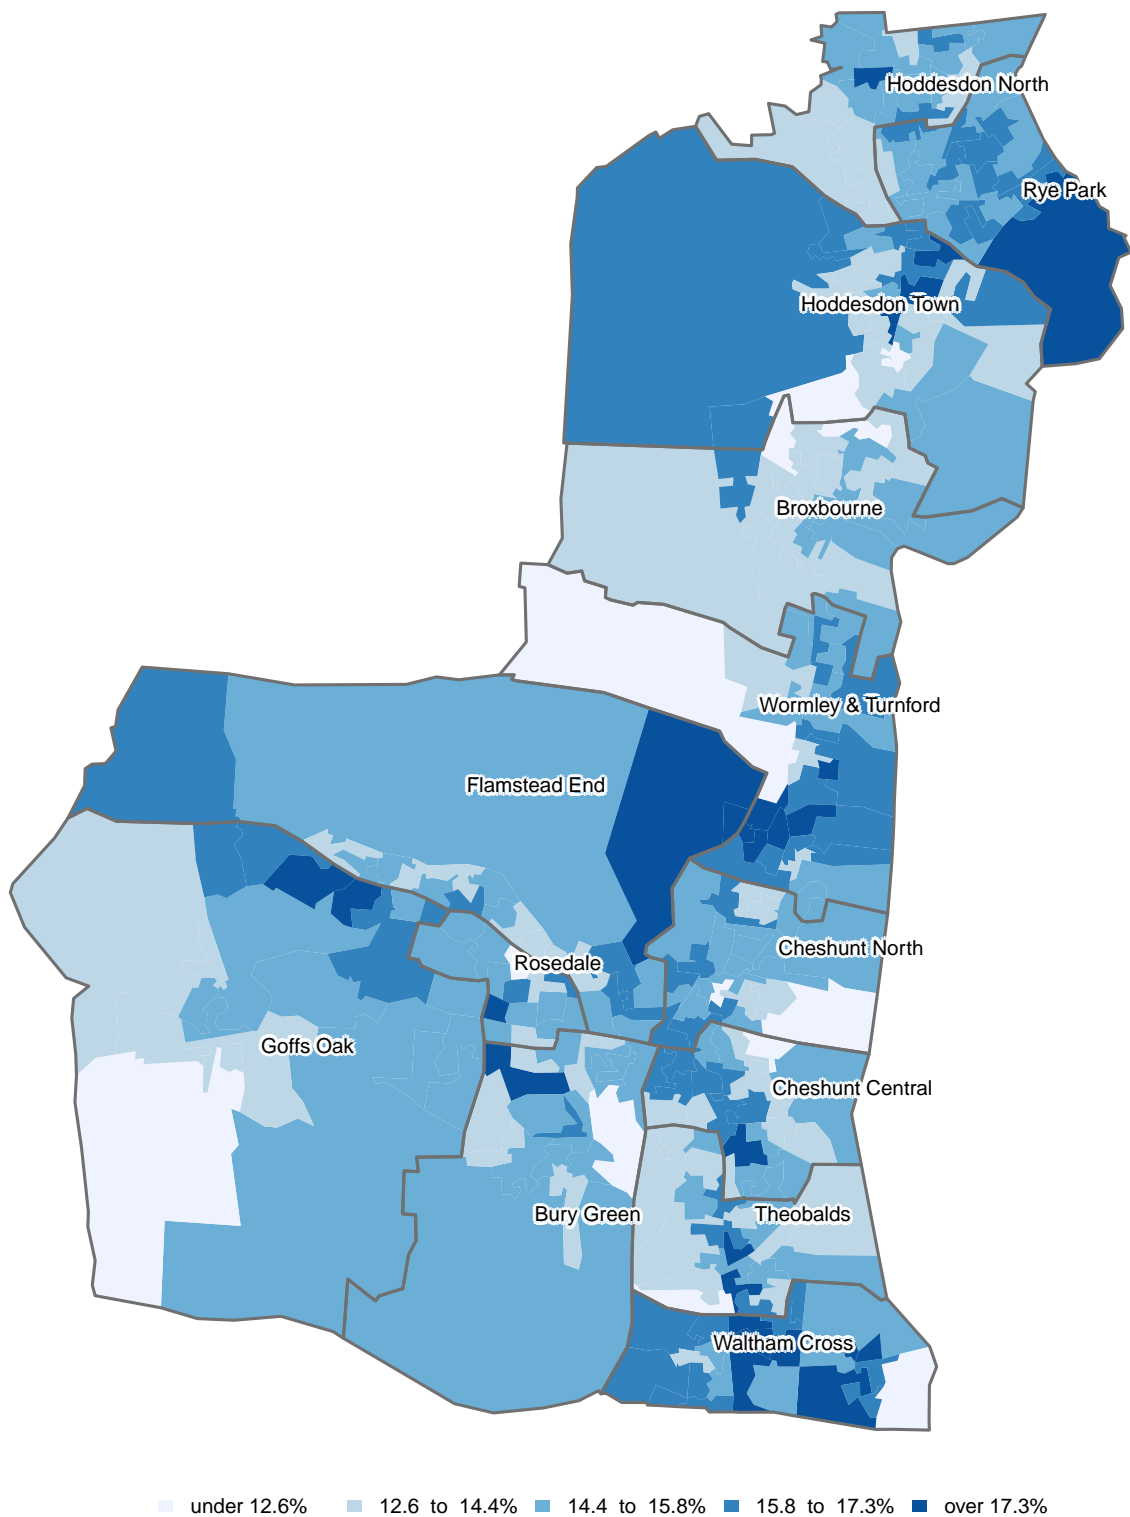 Hoddesdon North
Rye Park
Hoddesdon Town
Broxbourne
Wormley & Turnford
Flamstead End
Cheshunt North
Rosedale
Goffs Oak
Cheshunt Central
Bury Green
Theobalds
Waltham Cross
under 12.6% 12.6 to 14.4% 14.4 to 15.8% 15.8 to 17.3% over 17.3%